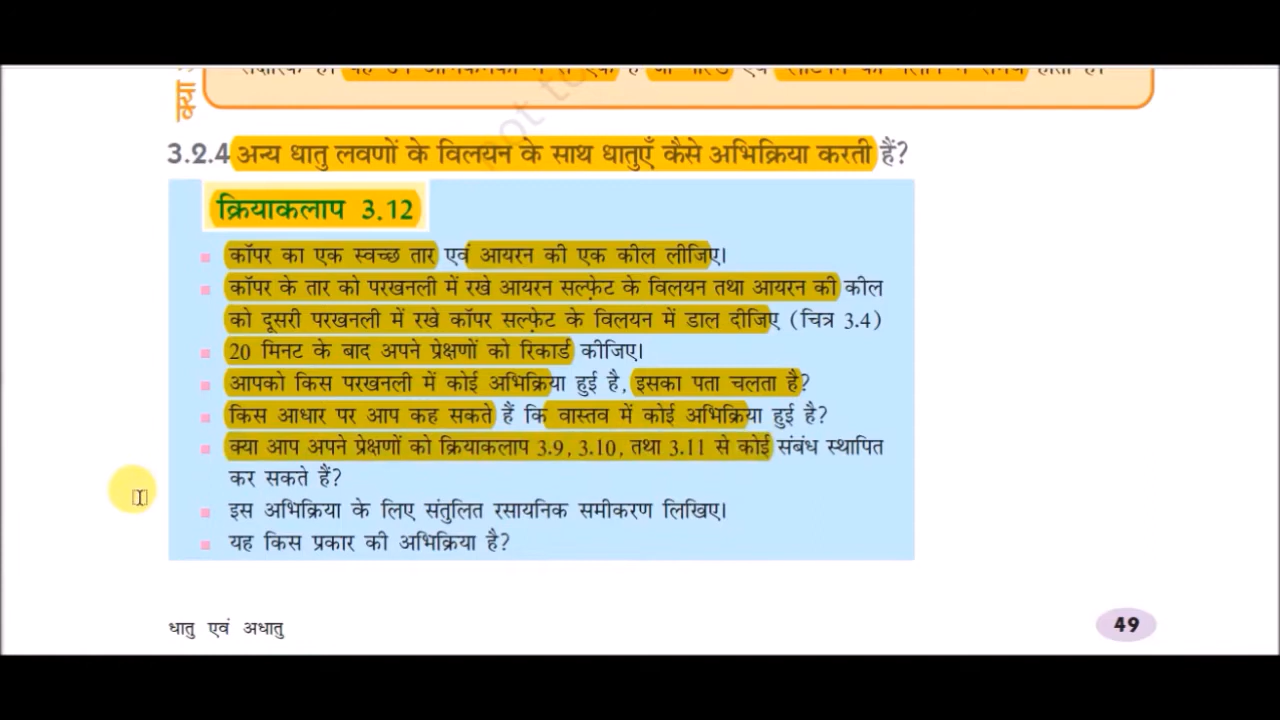 3.2.4 अन्य धातु लवणों के विलयन के साथ धातुएँ कैसे अभिक्रिया करती हैं?
क्रियाकलाप 3.12
कॉपर का एक स्वच्छ तार एवं आयरन की एक कील लीजिए।
कॉपर के तार को परखनली में रखे आयरन सल्फ़ेट के विलयन तथा आयरन की कील
को दूसरी परखनली में रखे कॉपर सल्फ़ेट के विलयन में डाल दीजिए (चित्र 3.4)
20 मिनट के बाद अपने प्रेक्षणों को रिकार्ड कीजिए।
आपको किस परखनली में कोई अभिक्रिया हुई है, इसका पता चलता है?
किस आधार पर आप कह सकते हैं कि वास्तव में कोई अभिक्रिया हुई है?
क्या आप अपने प्रेक्षणों को क्रियाकलाप 3.9, 3.10, तथा 3.11 से कोई संबंध स्थापित
कर सकते हैं?
इस अभिक्रिया के लिए संतुलित रसायनिक समीकरण लिखिए।
यह किस प्रकार की अभिक्रिया है?
धातु एवं अधातु
49
क्या
not to